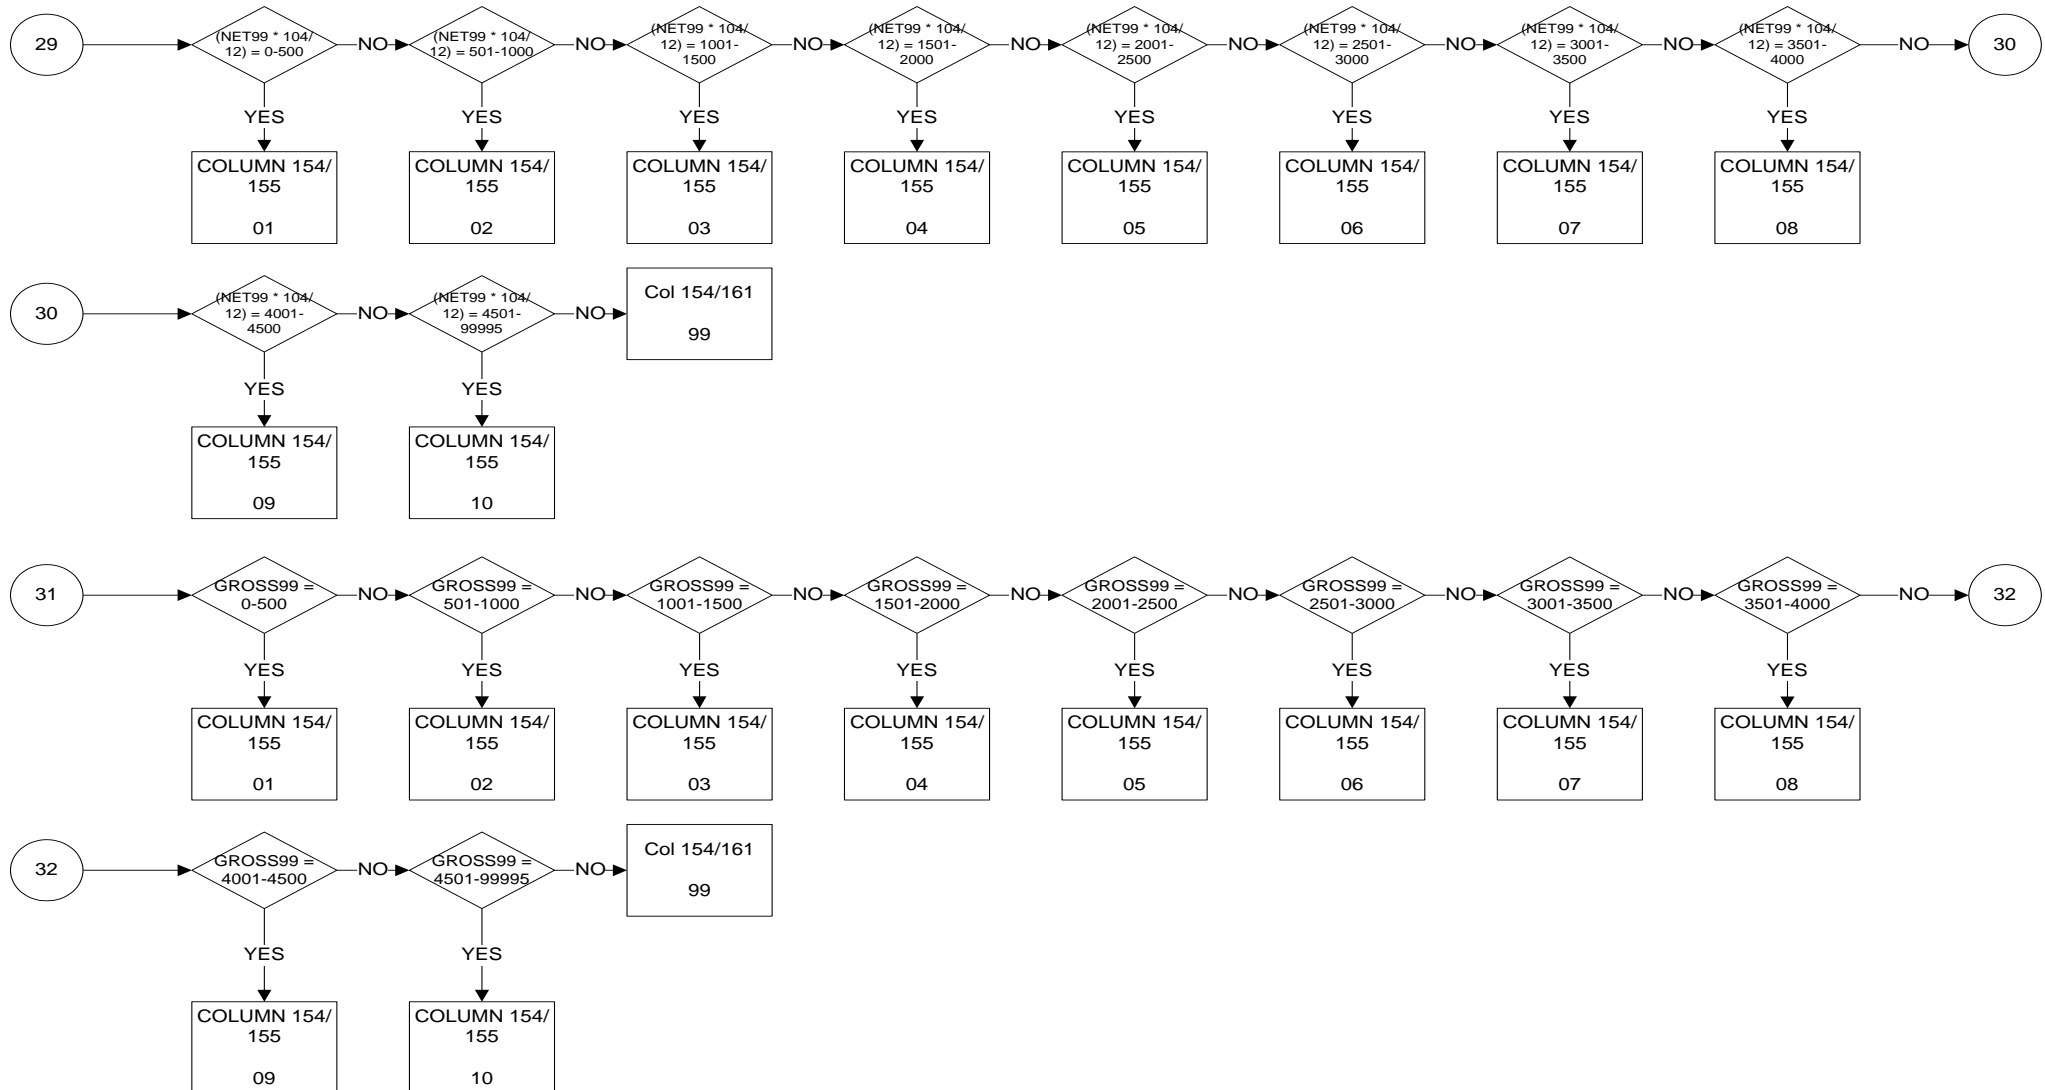 29
(NET99 * 104/
12) = 0-500
NO
(NET99 * 104/
12) = 501-1000
NO
(NET99 * 104/
12) = 1001-
1500
NO
(NET99 * 104/
12) = 1501-
2000
NO
(NET99 * 104/
12) = 2001-
2500
NO
(NET99 * 104/
12) = 2501-
3000
NO
(NET99 * 104/
12) = 3001-
3500
NO
(NET99 * 104/
12) = 3501-
4000
NO
30
YES
YES
YES
YES
YES
YES
YES
YES
COLUMN 154/
155
01
COLUMN 154/
155
02
COLUMN 154/
155
03
COLUMN 154/
155
04
COLUMN 154/
155
05
COLUMN 154/
155
06
COLUMN 154/
155
07
COLUMN 154/
155
08
30
(NET99 * 104/
12) = 4001-
4500
NO
(NET99 * 104/
12) = 4501-
99995
NO
Col 154/161
99
YES
YES
COLUMN 154/
155
09
COLUMN 154/
155
10
31
GROSS99 =
0-500
NO
GROSS99 =
501-1000
NO
GROSS99 =
1001-1500
NO
GROSS99 =
1501-2000
NO
GROSS99 =
2001-2500
NO
GROSS99 =
2501-3000
NO
GROSS99 =
3001-3500
NO
GROSS99 =
3501-4000
NO
32
YES
YES
YES
YES
YES
YES
YES
YES
COLUMN 154/
155
01
COLUMN 154/
155
02
COLUMN 154/
155
03
COLUMN 154/
155
04
COLUMN 154/
155
05
COLUMN 154/
155
06
COLUMN 154/
155
07
COLUMN 154/
155
08
32
GROSS99 =
4001-4500
NO
GROSS99 =
4501-99995
NO
Col 154/161
99
YES
YES
COLUMN 154/
155
09
COLUMN 154/
155
10